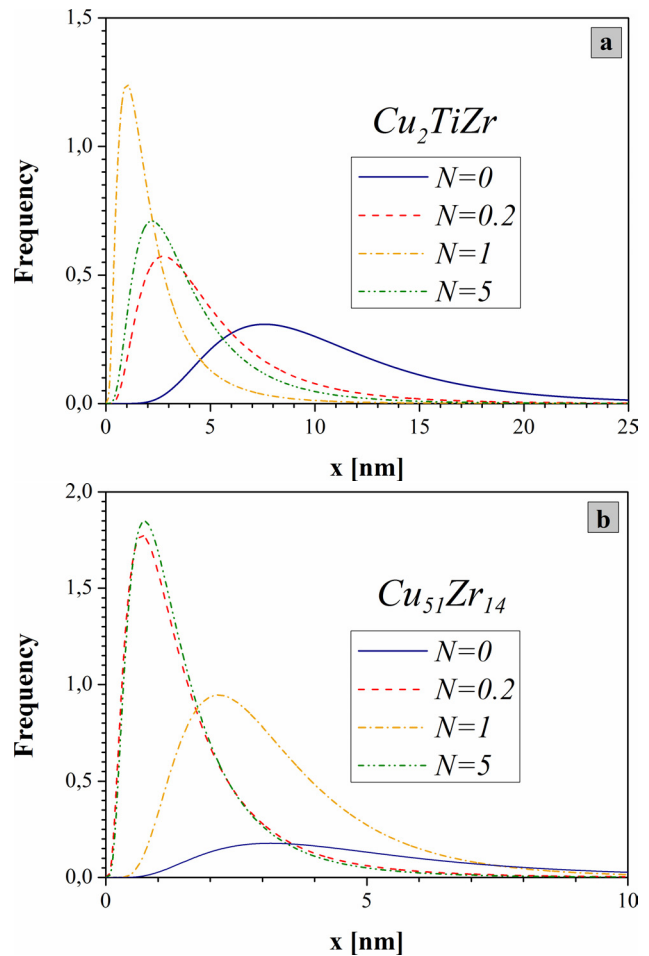 1,5
a
Cu2TiZr
N=0
N=0.2
N=1
N=5
1,0
0,5
0,0
Frequency
0 5 10 15 20 25
x [nm]
2,0
b
Cu51Zr14
N=0
N=0.2
N=1
N=5
1,5
1,0
0,5
0,0
Frequency
0 5 10
x [nm]